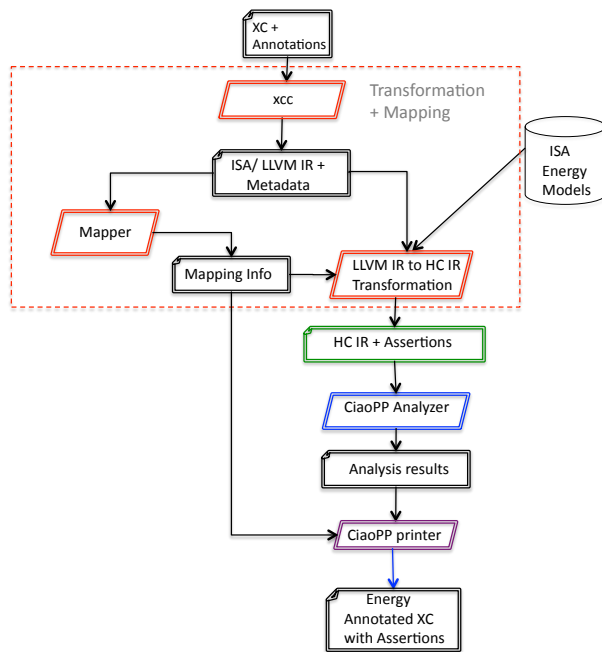 XC +
Annotations
Transformation
+ Mapping
xcc
ISA
Energy
Models
ISA/ LLVM IR +
Metadata
Mapper
Mapping Info
LLVM IR to HC IR
Transformation
HC IR + Assertions
CiaoPP Analyzer
Analysis results
CiaoPP printer
Energy
Annotated XC
with Assertions